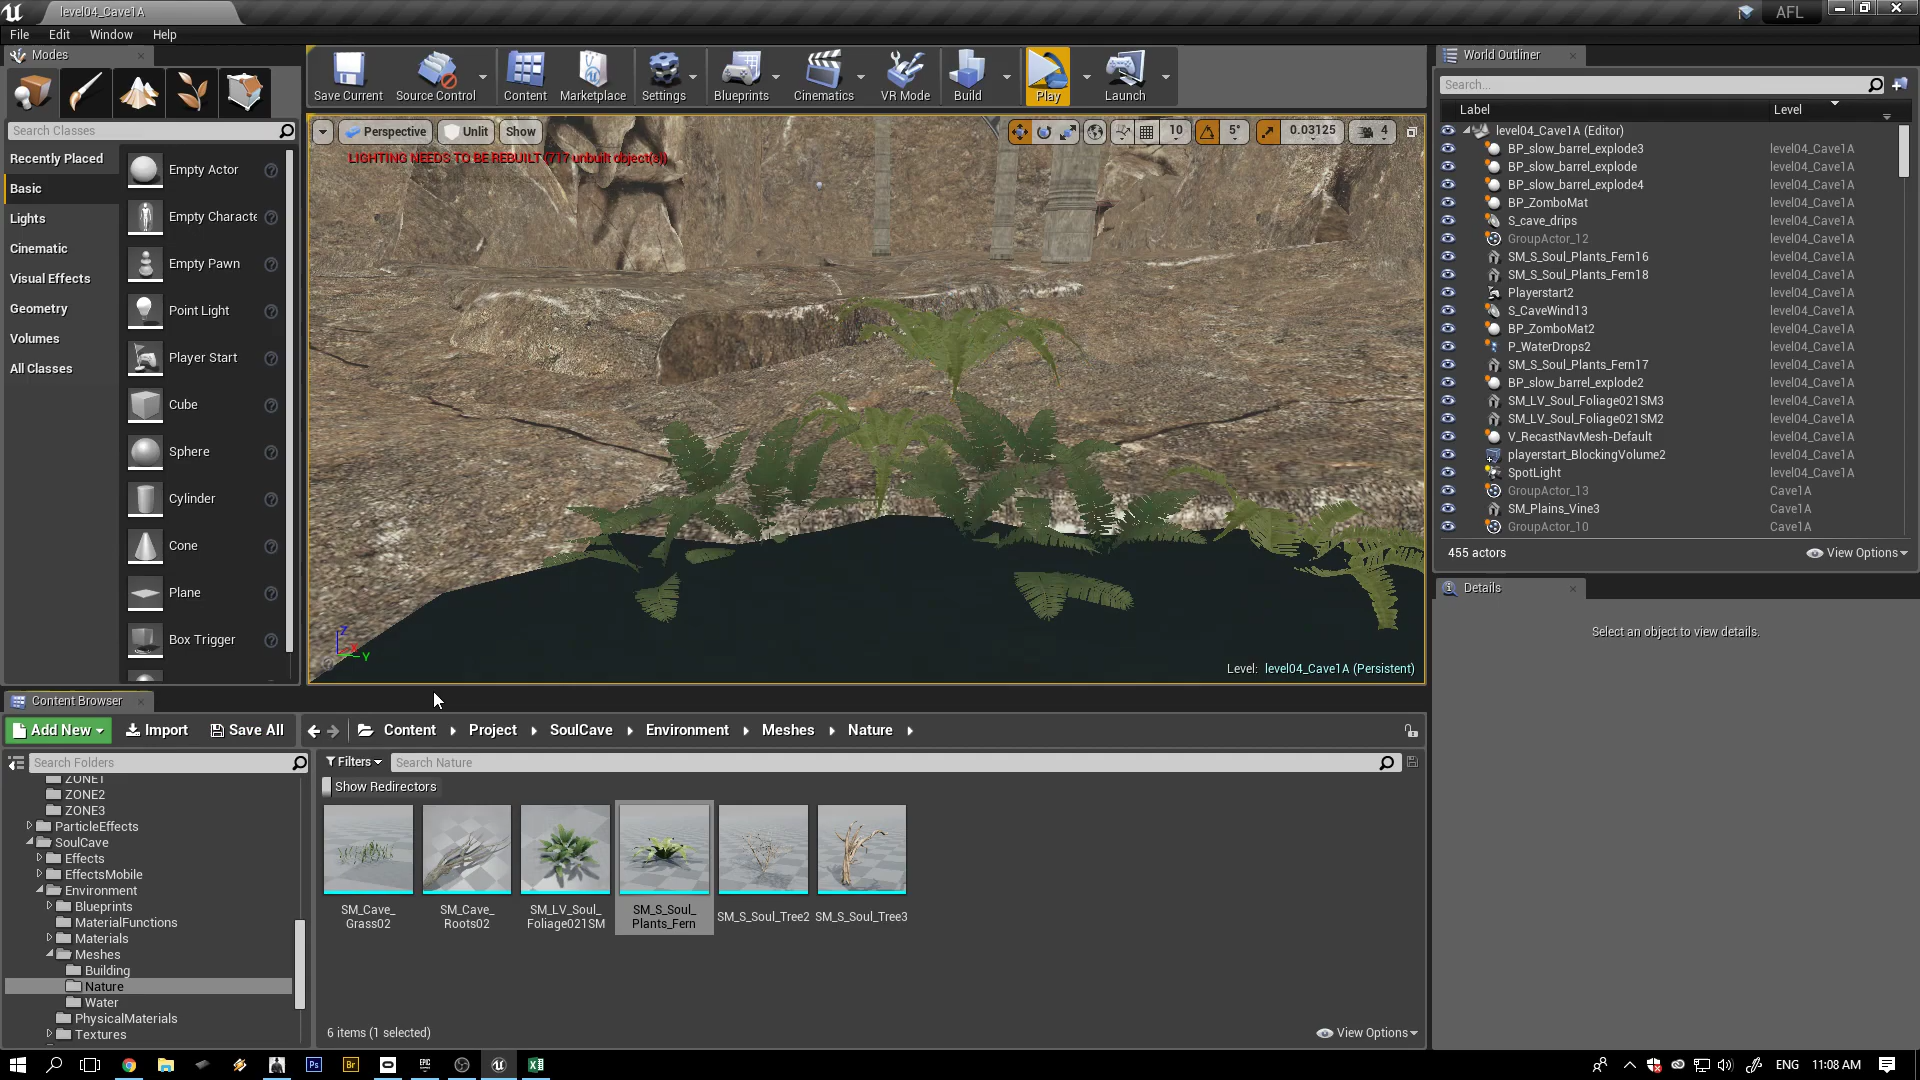 level04_Cave1A
AFL
File Edit Window Help
Modes
Search Classes
Recently Placed
Basic
Lights
Cinematic
Visual Effects
Geometry
Volumes
All Classes
Empty Actor
Empty Characte
Empty Pawn
Point Light
Player Start
Cube
Sphere
Cylinder
Cone
Plane
Box Trigger
Save Current Source Control Content Marketplace Settings Blueprints Cinematics VR Mode Build Play Launch
Perspective Unlit Show 10 5° 0.03125 4
LIGHTING NEEDS TO BE REBUILT (717 unbuilt object(s))
Z
X
Y
Level: level04_Cave1A (Persistent)
World Outliner
Search...
Label Level
level04_Cave1A (Editor)
BP_slow_barrel_explode3 level04_Cave1A
BP_slow_barrel_explode level04_Cave1A
BP_slow_barrel_explode4 level04_Cave1A
BP_ZomboMat level04_Cave1A
S_cave_drips level04_Cave1A
GroupActor_12 level04_Cave1A
SM_S_Soul_Plants_Fern16 level04_Cave1A
SM_S_Soul_Plants_Fern18 level04_Cave1A
Playerstart2 level04_Cave1A
S_CaveWind13 level04_Cave1A
BP_ZomboMat2 level04_Cave1A
P_WaterDrops2 level04_Cave1A
SM_S_Soul_Plants_Fern17 level04_Cave1A
BP_slow_barrel_explode2 level04_Cave1A
SM_LV_Soul_Foliage021SM3 level04_Cave1A
SM_LV_Soul_Foliage021SM2 level04_Cave1A
V_RecastNavMesh-Default level04_Cave1A
playerstart_BlockingVolume2 level04_Cave1A
SpotLight level04_Cave1A
GroupActor_13 Cave1A
SM_Plains_Vine3 Cave1A
GroupActor_10 Cave1A
455 actors View Options
Details
Select an object to view details.
Content Browser
Add New Import Save All Content Project SoulCave Environment Meshes Nature
Search Folders
ZONE1
ZONE2
ZONE3
ParticleEffects
SoulCave
Effects
EffectsMobile
Environment
Blueprints
MaterialFunctions
Materials
Meshes
Building
Nature
Water
PhysicalMaterials
Textures
Filters Search Nature
Show Redirectors
SM_Cave_
Grass02
SM_Cave_
Roots02
SM_LV_Soul_
Foliage021SM
SM_S_Soul_
Plants_Fern
SM_S_Soul_Tree2
SM_S_Soul_Tree3
6 items (1 selected) View Options
Ps Br EPIC ENG 11:08 AM